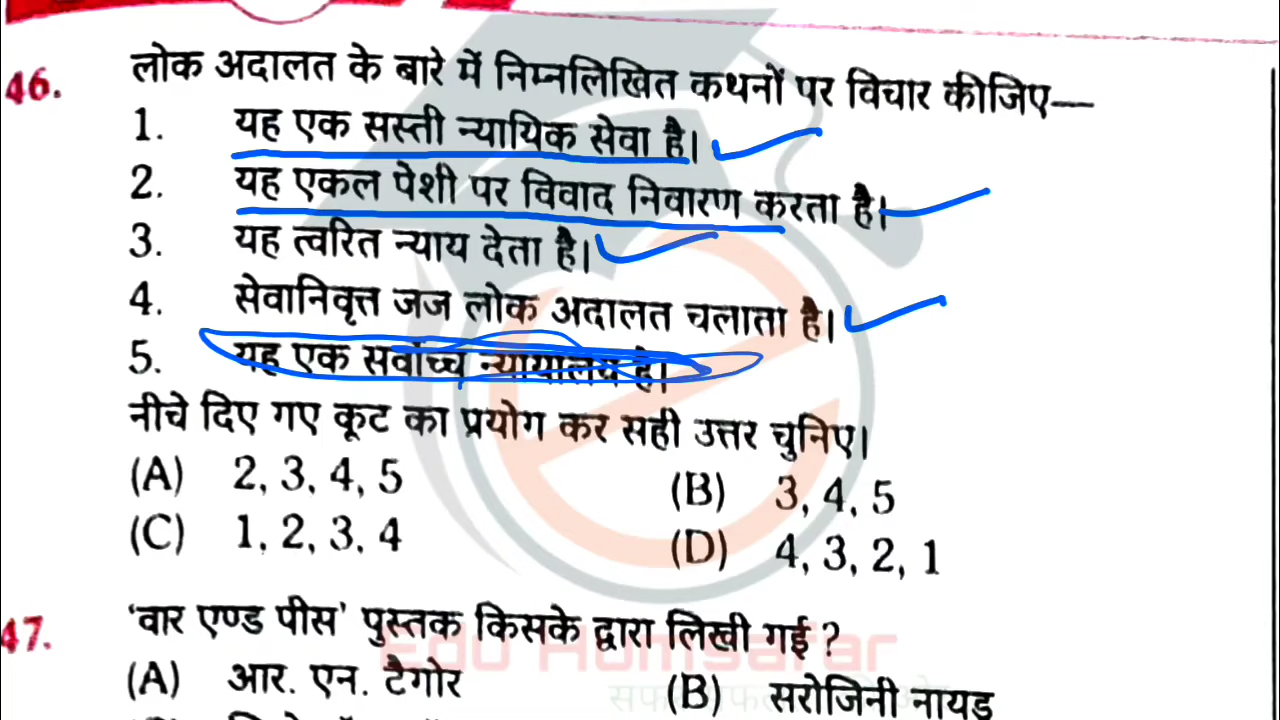 46. लोक अदालत के बारे में निम्नलिखित कथनों पर विचार कीजिए—
1. यह एक सस्ती न्यायिक सेवा है।
2. यह एकल पेशी पर विवाद निवारण करता है।
3. यह त्वरित न्याय देता है।
4. सेवानिवृत्त जज लोक अदालत चलाता है।
5. यह एक सर्वोच्च न्यायालय है।
नीचे दिए गए कूट का प्रयोग कर सही उत्तर चुनिए।
(A) 2, 3, 4, 5 (B) 3, 4, 5
(C) 1, 2, 3, 4 (D) 4, 3, 2, 1
47. 'वार एण्ड पीस' पुस्तक किसके द्वारा लिखी गई ?
Edu Humsafar
(A) आर. एन. टैगोर (B) सरोजिनी नायडू